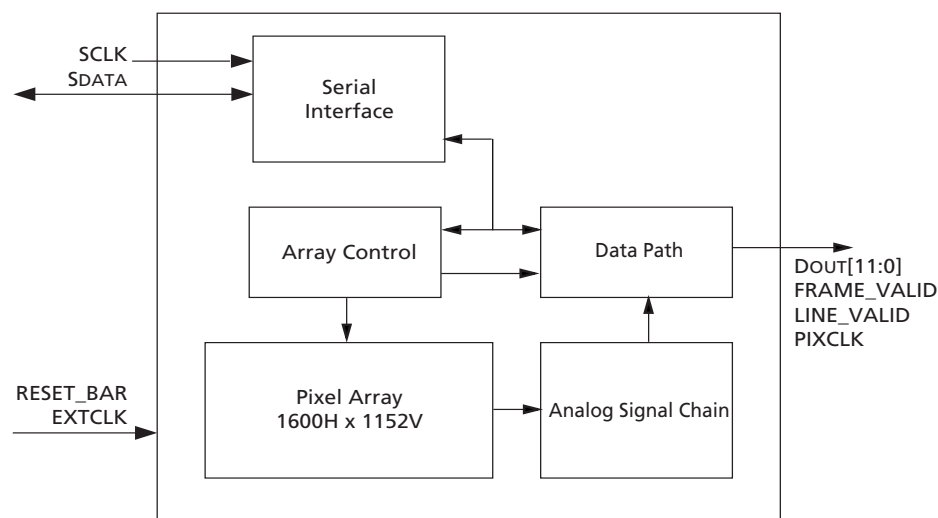 SCLK
SDATA
Serial
Interface
Array Control
Data Path
DOUT[11:0]
FRAME_VALID
LINE_VALID
PIXCLK
RESET_BAR
EXTCLK
Pixel Array
1600H x 1152V
Analog Signal Chain